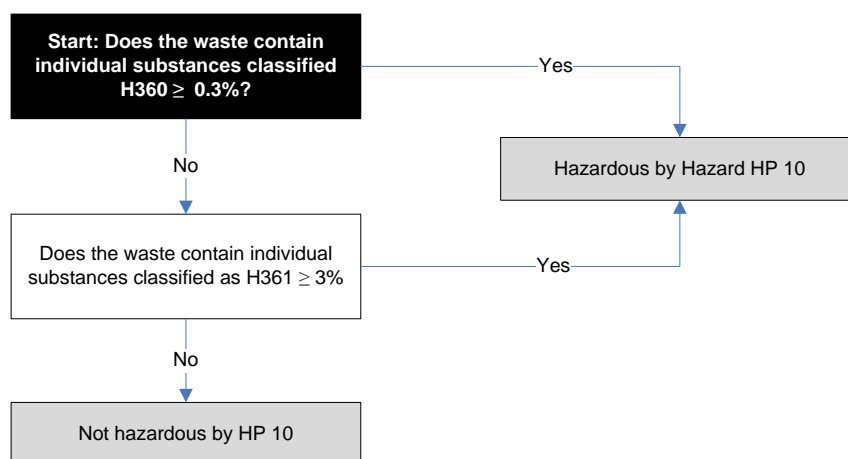 Start: Does the waste contain
individual substances classified
H360 ≥ 0.3%?
Yes
No
Hazardous by Hazard HP 10
Does the waste contain individual
substances classified as H361 ≥ 3%
Yes
No
Not hazardous by HP 10